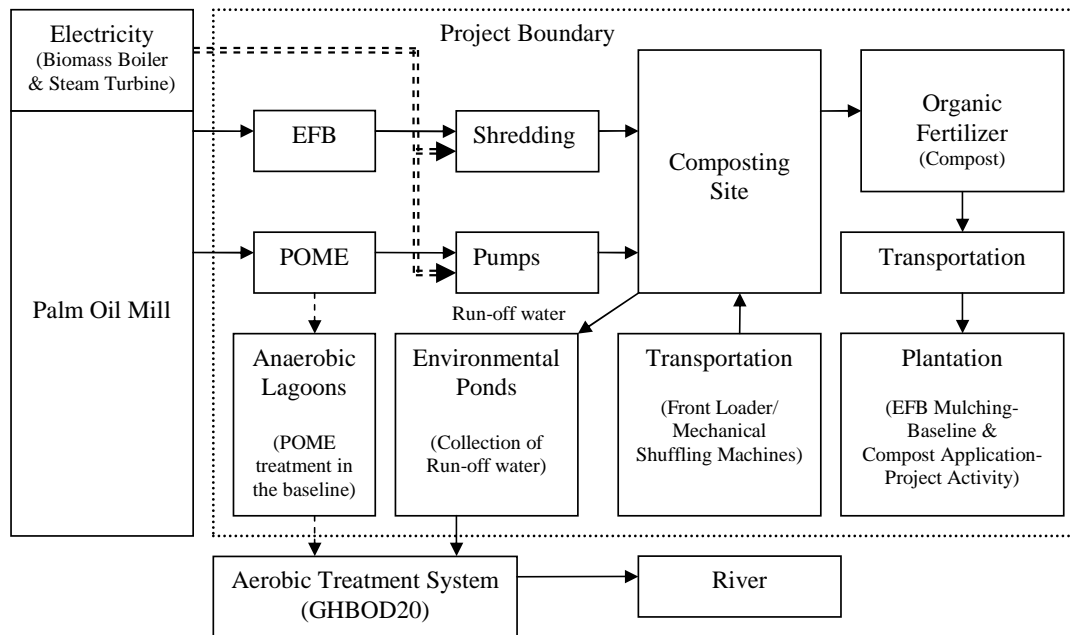 Electricity
(Biomass Boiler
& Steam Turbine)
Project Boundary
EFB
Shredding
Composting
Site
Organic
Fertilizer
(Compost)
POME
Pumps
Transportation
Palm Oil Mill
Run-off water
Anaerobic
Lagoons
(POME
treatment in
the baseline)
Environmental
Ponds
(Collection of
Run-off water)
Transportation
(Front Loader/
Mechanical
Shuffling Machines)
Plantation
(EFB Mulching-
Baseline &
Compost Application-
Project Activity)
Aerobic Treatment System
(GHBOD20)
River